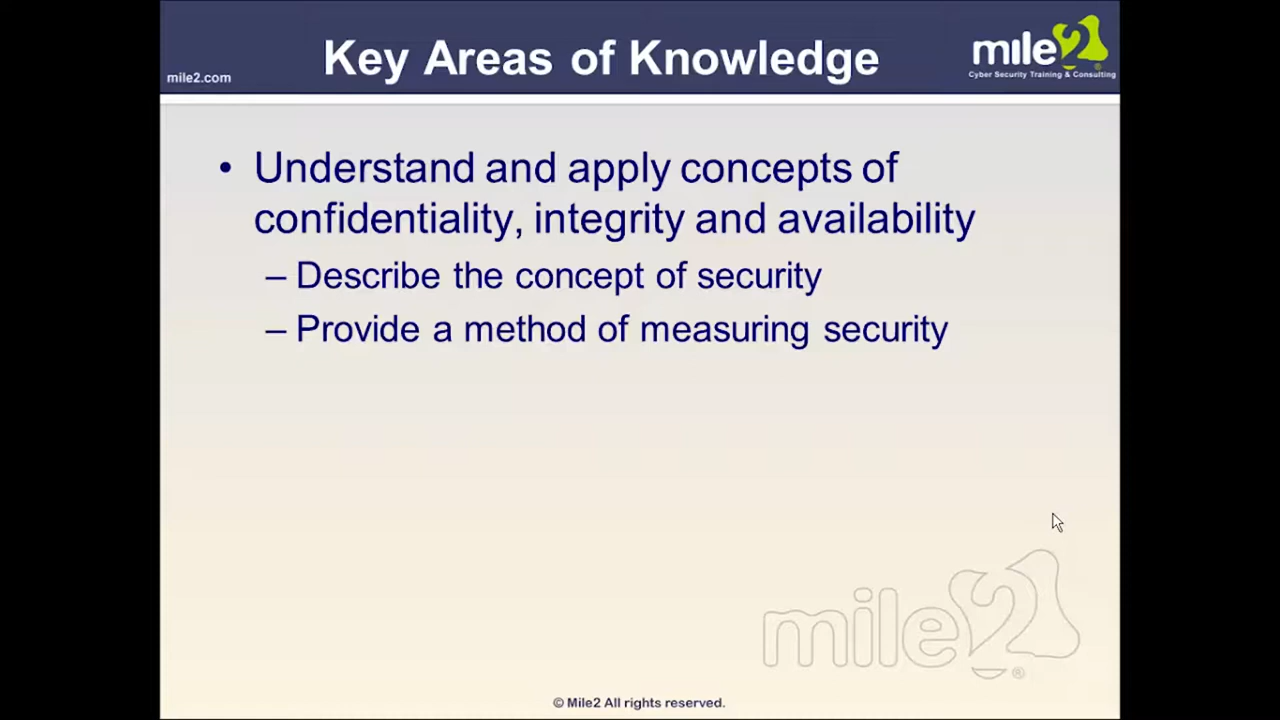 Key Areas of Knowledge
mile2.com
mile2
Cyber Security Training & Consulting
• Understand and apply concepts of
confidentiality, integrity and availability
– Describe the concept of security
– Provide a method of measuring security
mile2®
© Mile2 All rights reserved.